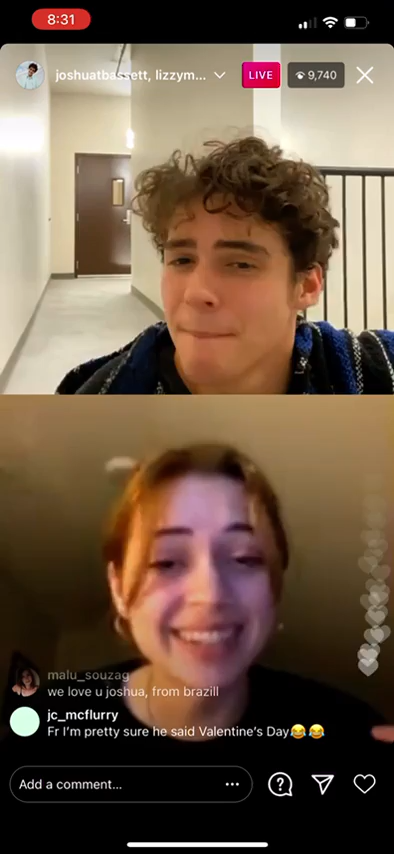 8:31
joshuatbassett, lizzym...
LIVE
9,740
malu_souzag
we love u joshua, from brazill
jc_mcflurry
Fr I'm pretty sure he said Valentine's Day😂😂
Add a comment...